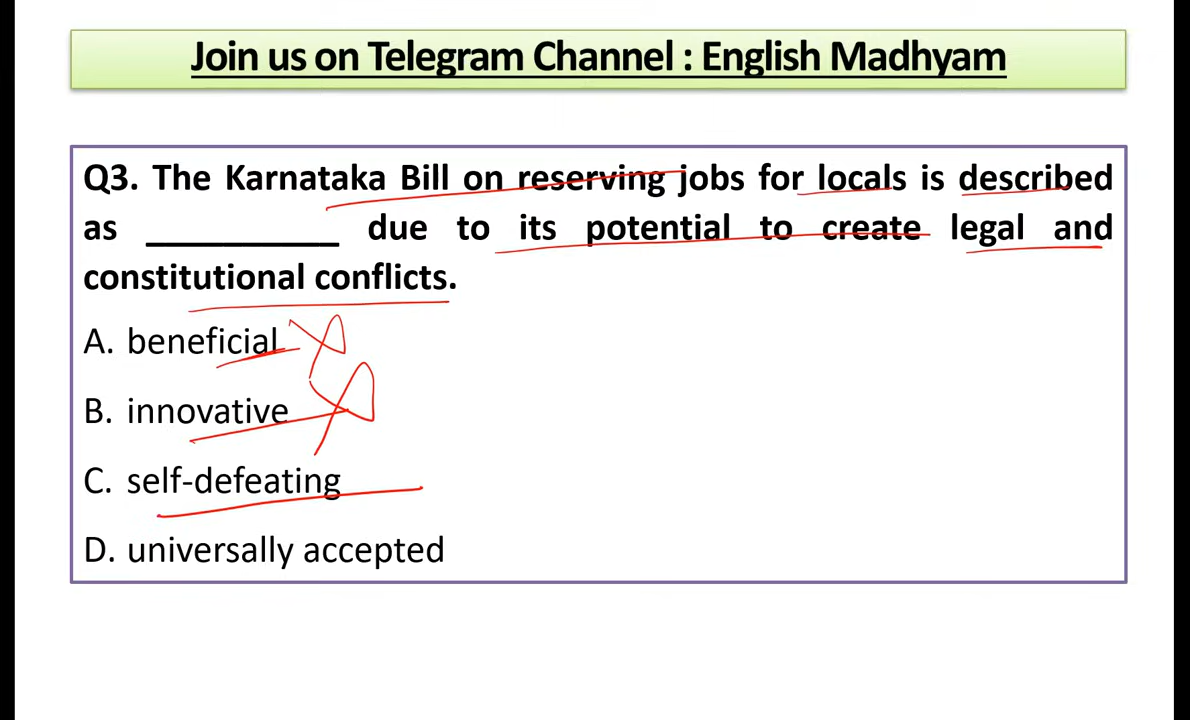 Join us on Telegram Channel : English Madhyam
Q3. The Karnataka Bill on reserving jobs for locals is described
as __________ due to its potential to create legal and
constitutional conflicts.
A. beneficial
B. innovative
C. self-defeating
D. universally accepted